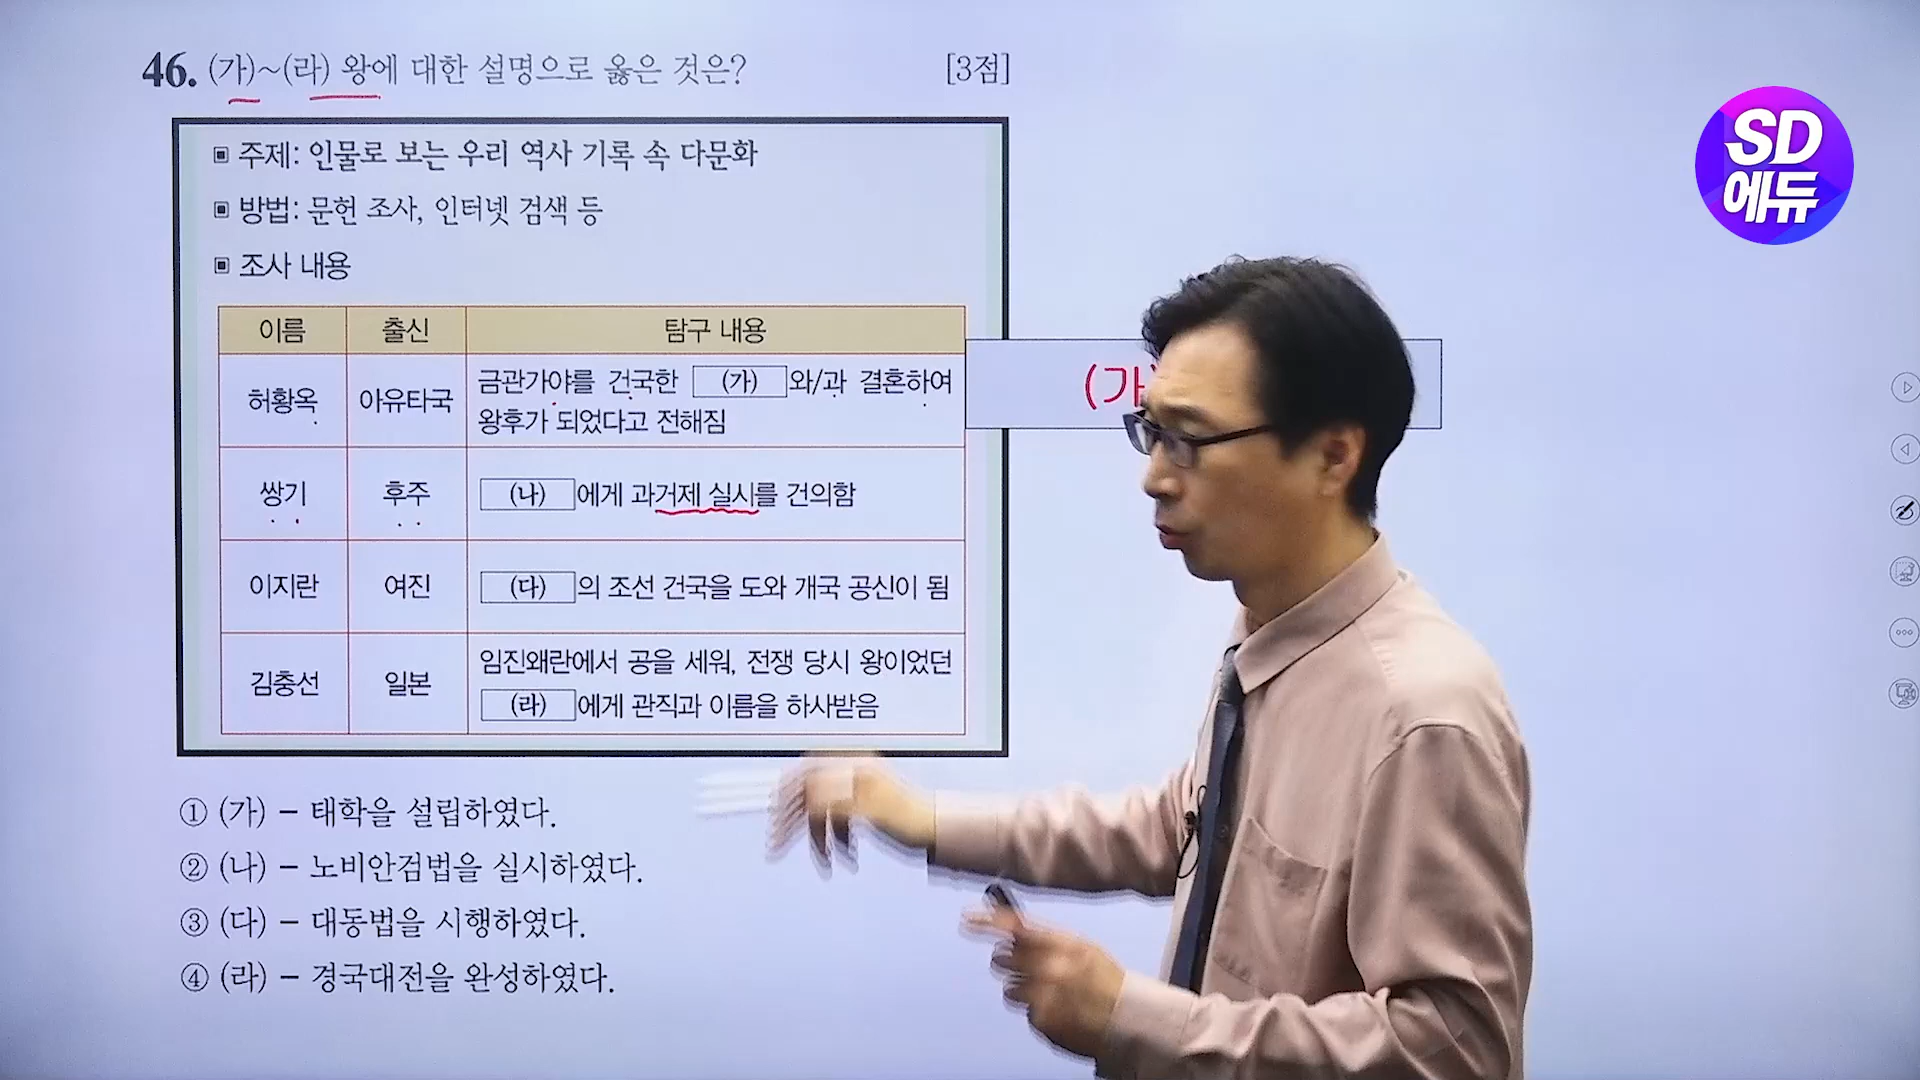 46. (가)~(라) 왕에 대한 설명으로 옳은 것은? [3점]
SD
에듀
▣ 주제: 인물로 보는 우리 역사 기록 속 다문화
▣ 방법: 문헌 조사, 인터넷 검색 등
▣ 조사 내용
이름 출신 탐구 내용
허황옥 아유타국 금관가야를 건국한 (가) 와/과 결혼하여
왕후가 되었다고 전해짐
(가
쌍기 후주 (나) 에게 과거제 실시를 건의함
이지란 여진 (다) 의 조선 건국을 도와 개국 공신이 됨
김충선 일본 임진왜란에서 공을 세워, 전쟁 당시 왕이었던
(라) 에게 관직과 이름을 하사받음
① (가) – 태학을 설립하였다.
② (나) – 노비안검법을 실시하였다.
③ (다) – 대동법을 시행하였다.
④ (라) – 경국대전을 완성하였다.